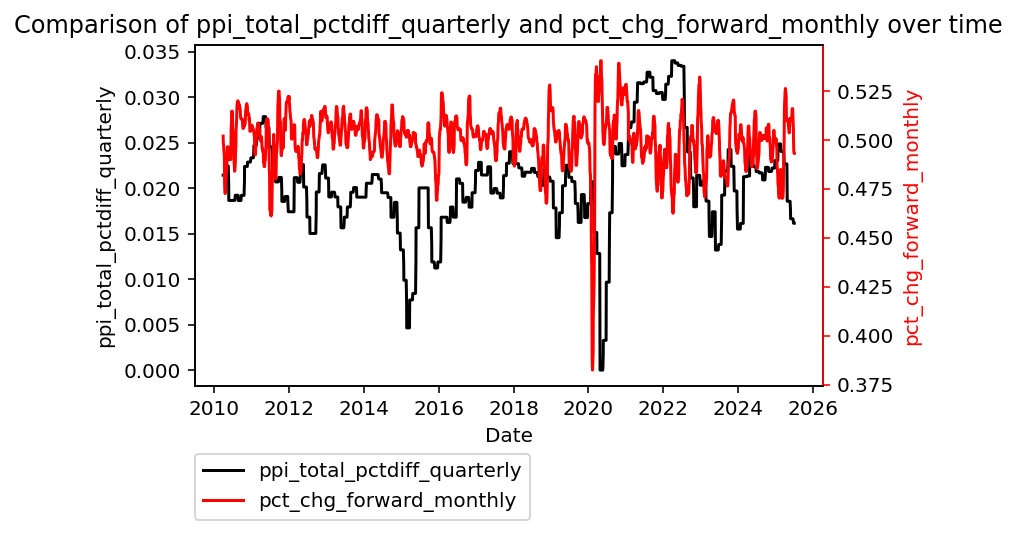 Comparison of ppi_total_pctdiff_quarterly and pct_chg_forward_monthly over time
0.035
0.030
0.025
0.020
0.015
0.010
0.005
0.000
ppi_total_pctdiff_quarterly
0.525
0.500
0.475
0.450
0.425
0.400
0.375
pct_chg_forward_monthly
2010 2012 2014 2016 2018 2020 2022 2024 2026
Date
ppi_total_pctdiff_quarterly
pct_chg_forward_monthly